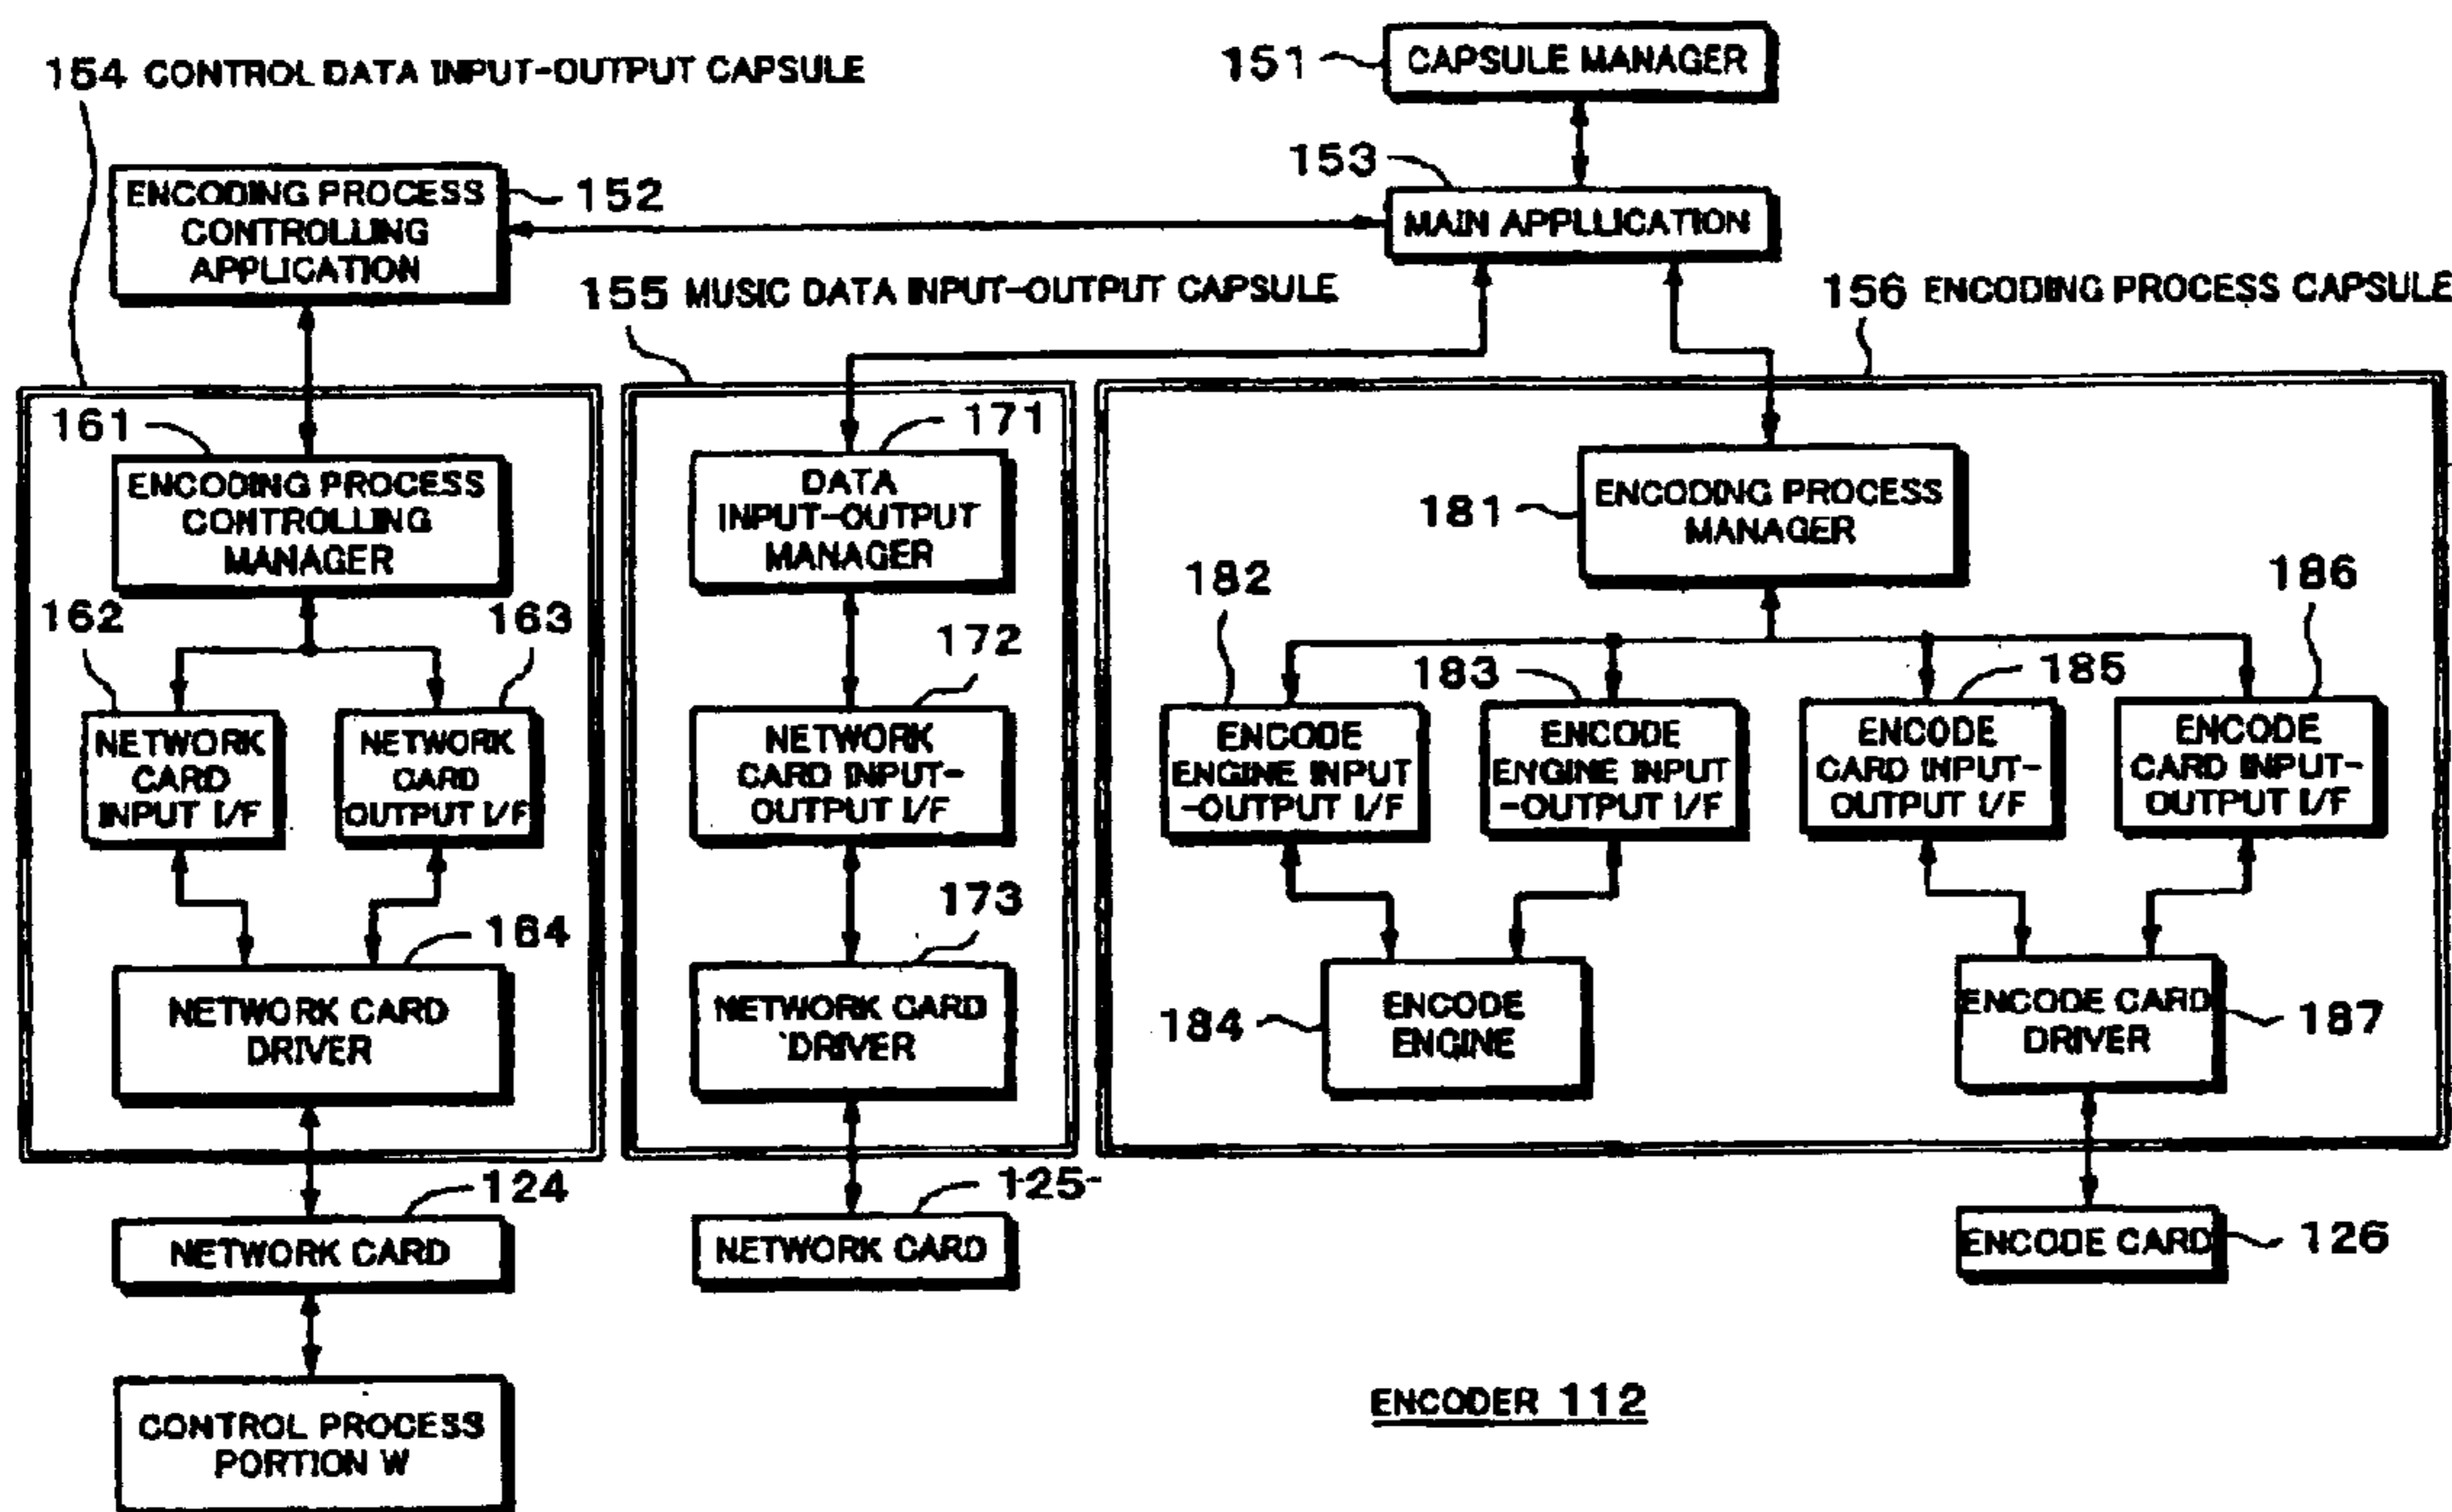 151 CAPSULE MANAGER
154 CONTROL DATA INPUT-OUTPUT CAPSULE
153
MAIN APPLLICATION
ENCODING PROCESS
CONTROLLING
APPLICATION
152
155 MUSIC DATA INPUT-OUTPUT CAPSULE
156 ENCODING PROCESS CAPSULE
161
ENCODING PROCESS
CONTROLLING
MANAGER
162
163
NETWORK
CARD
INPUT I/F
NETWORK
CARD
OUTPUT I/F
164
NETWORK CARD
DRIVER
124
NETWORK CARD
CONTROL PROCESS
PORTION W
171
DATA
INPUT-OUTPUT
MANAGER
172
NETWORK
CARD INPUT-
OUTPUT I/F
173
NETWORK CARD
DRIVER
125
NETWORK CARD
181
ENCODING PROCESS
MANAGER
182
183
185
186
ENCODE
ENGINE INPUT
-OUTPUT I/F
ENCODE
ENGINE INPUT
-OUTPUT I/F
ENCODE
CARD INPUT-
OUTPUT I/F
ENCODE
CARD INPUT-
OUTPUT I/F
184
ENCODE
ENGINE
ENCODE CARD
DRIVER
187
ENCODE CARD
126
ENCODER 112